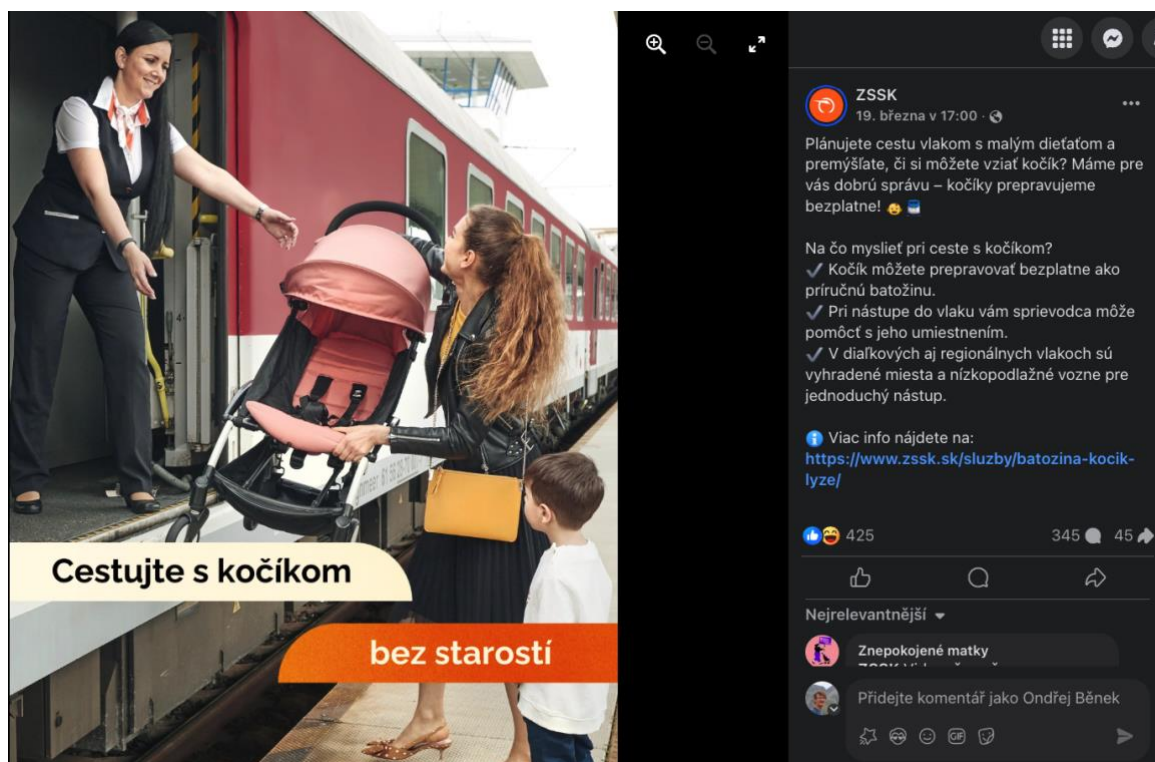 Cestujte s kočíkom
bez starostí
ZSSK
19. března v 17:00 ·
Plánujete cestu vlakom s malým dieťaťom a
premýšľate, či si môžete vziať kočík? Máme pre
vás dobrú správu – kočíky prepravujeme
bezplatne!
Na čo myslieť pri ceste s kočíkom?
✓ Kočík môžete prepravovať bezplatne ako
príručnú batožinu.
✓ Pri nástupe do vlaku vám sprievodca môže
pomôcť s jeho umiestnením.
✓ V diaľkových aj regionálnych vlakoch sú
vyhradené miesta a nízkopodlažné vozne pre
jednoduchý nástup.
Viac info nájdete na:
https://www.zssk.sk/sluzby/batozina-kocik-
lyze/
425 345 45
Nejrelevantnější
Znepokojené matky
ZSSK
Přidejte komentář jako Ondřej Běnek
GIF